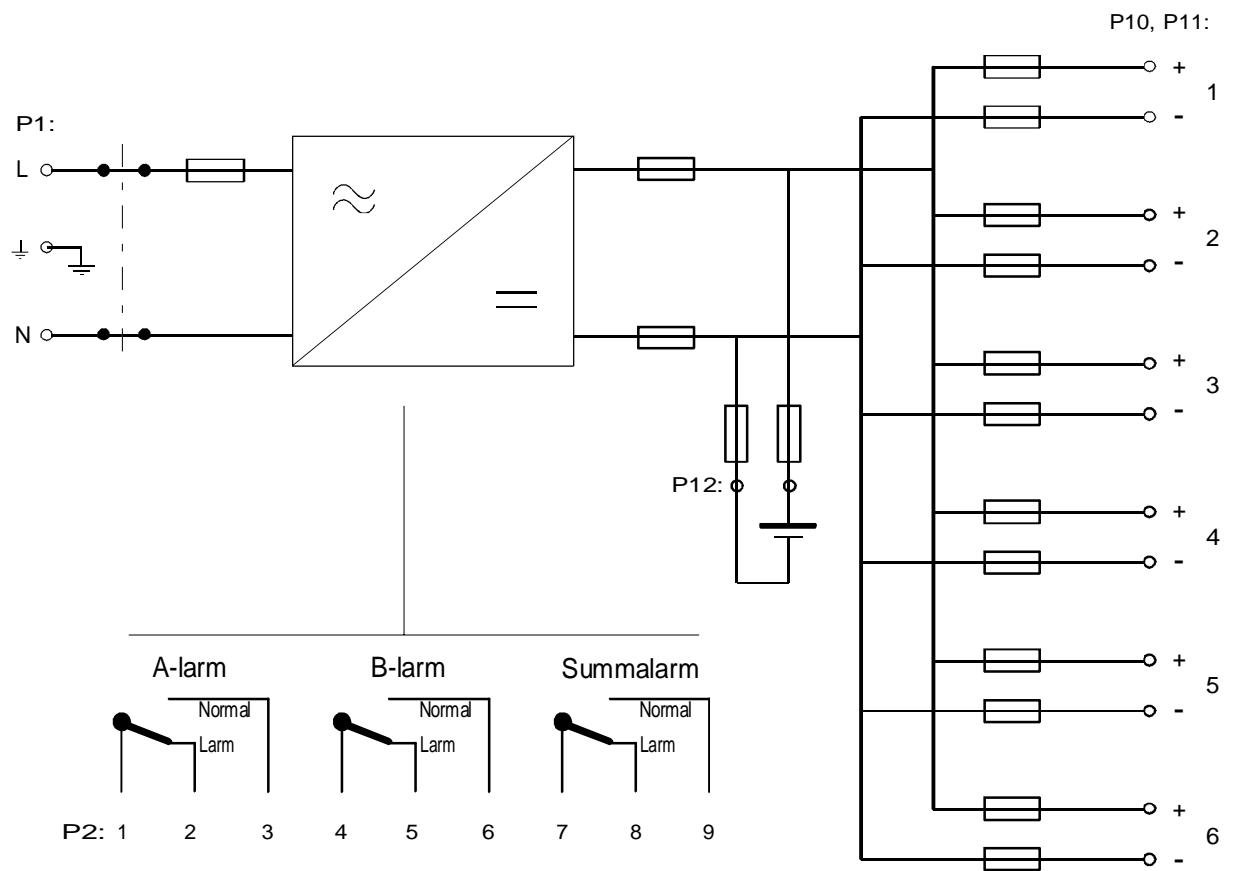 P10, P11:
+
1
-
P1:
L
N
+
2
-
+
3
-
P12:
+
4
-
+
5
-
+
6
-
A-larm B-larm Summalarm
Normal Normal Normal
Larm Larm Larm
P2: 1 2 3 4 5 6 7 8 9